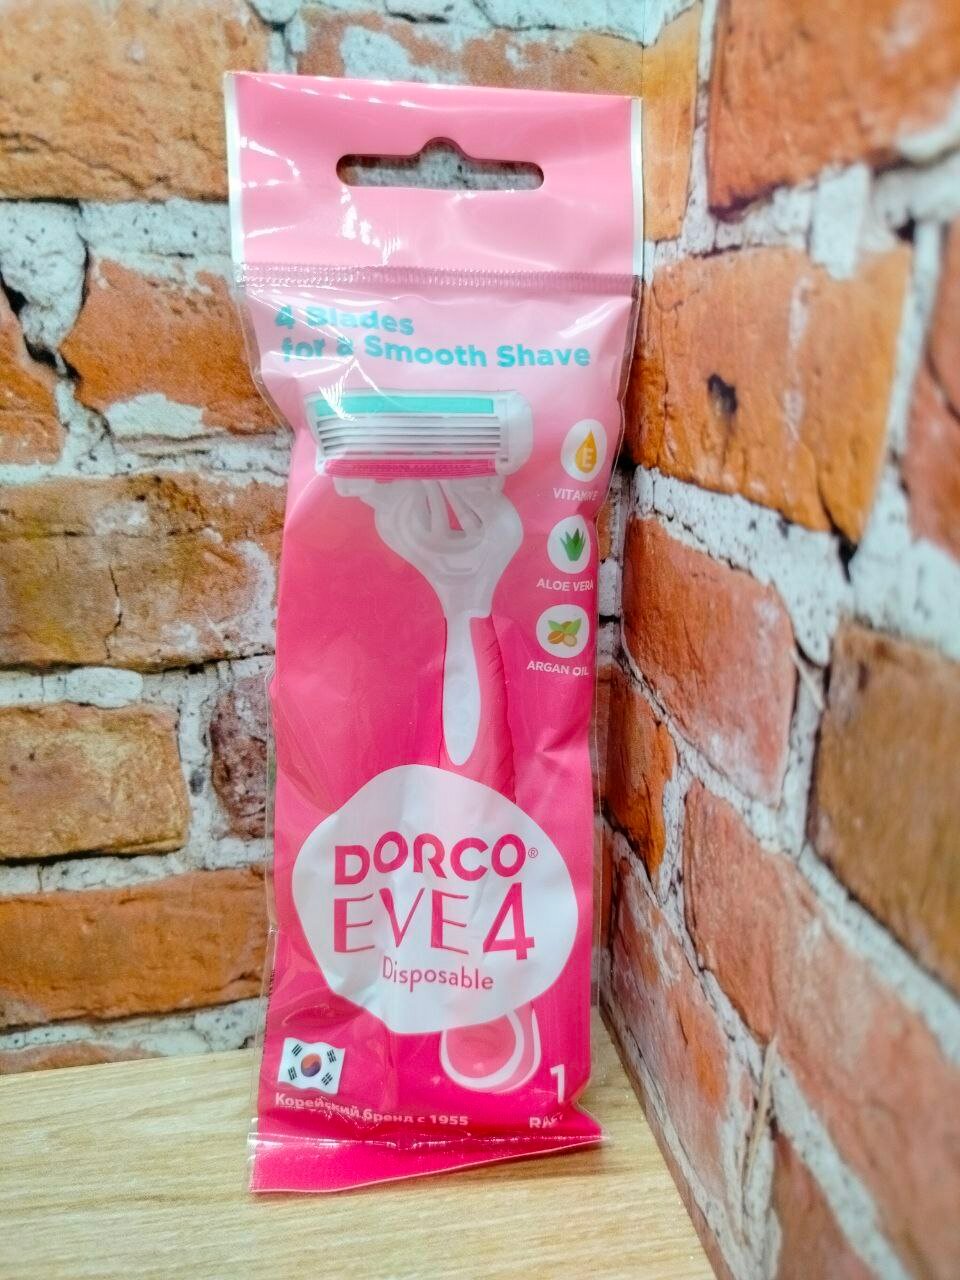 4 Blades
for a Smooth Shave
E
VITAMIN E
ALOE VERA
ARGAN OIL
DORCO®
EVE 4
Disposable
1
Корейский бренд с 1955